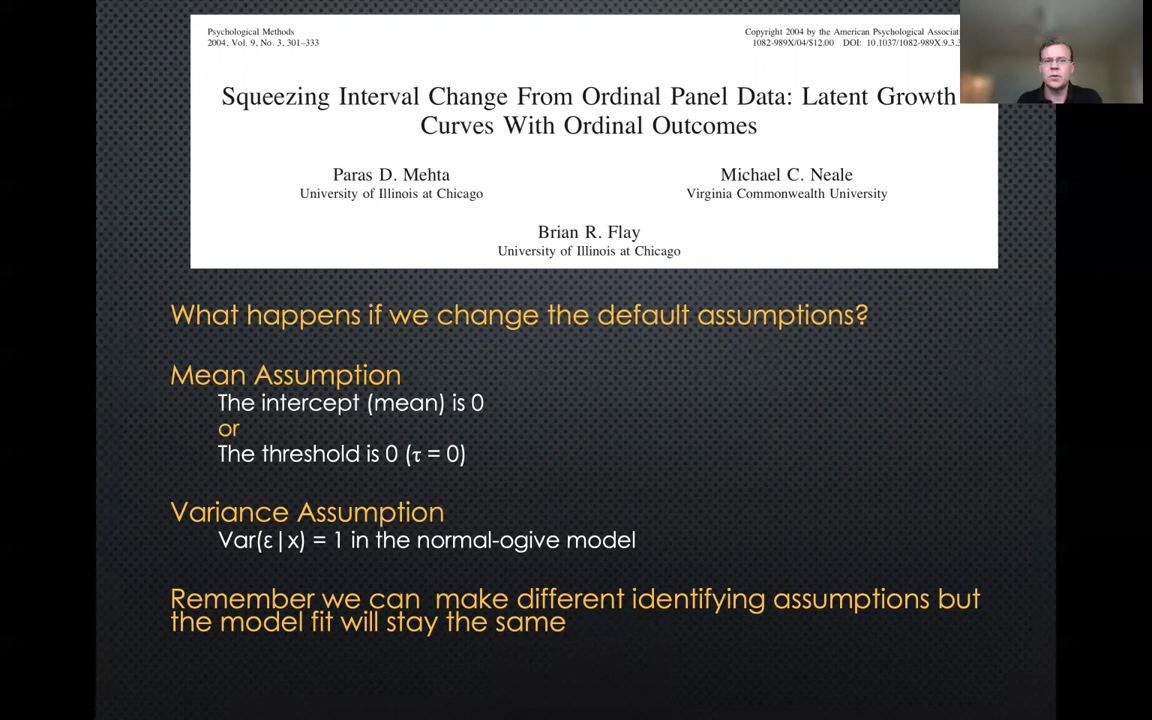 Psychological Methods
2004, Vol. 9, No. 3, 301–333
Copyright 2004 by the American Psychological
1082-989X/04/$12.00 DOI: 10.1037/1082-989X.9.3.
Squeezing Interval Change From Ordinal Panel Data: Latent Growth
Curves With Ordinal Outcomes
Paras D. Mehta
University of Illinois at Chicago
Michael C. Neale
Virginia Commonwealth University
Brian R. Flay
University of Illinois at Chicago
What happens if we change the default assumptions?
Mean Assumption
The intercept (mean) is 0
or
The threshold is 0 (τ = 0)
Variance Assumption
Var(ε|x) = 1 in the normal-ogive model
Remember we can make different identifying assumptions but
the model fit will stay the same